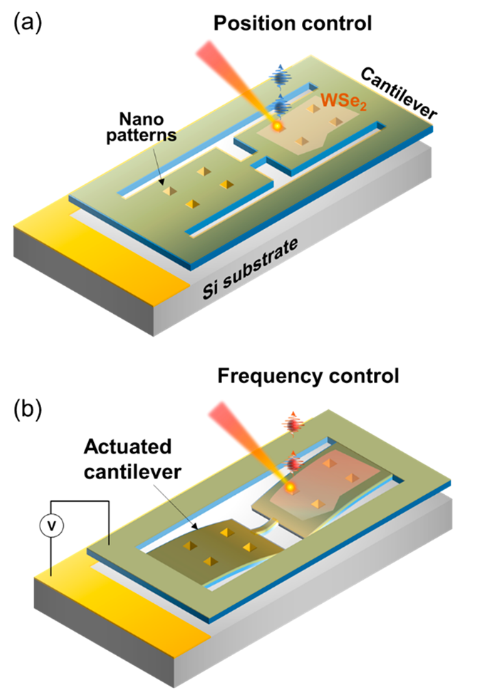 (a)
Position control
Cantilever
WSe₂
Nano
patterns
Si substrate
(b)
Frequency control
Actuated
cantilever
V